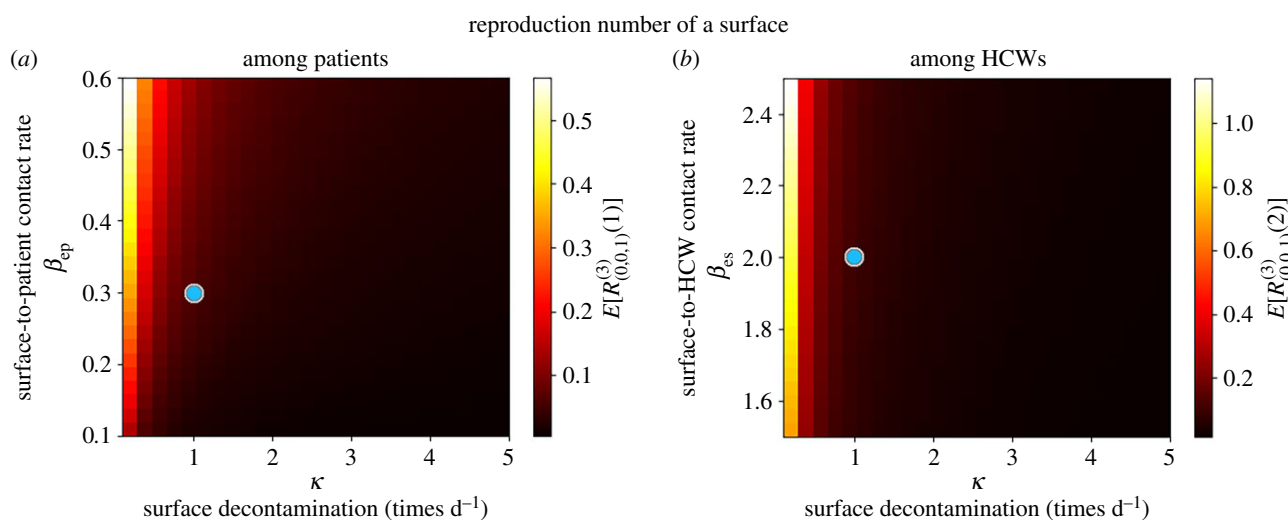 reproduction number of a surface
(a) among patients
surface-to-patient contact rate
β_ep
0.6
0.5
0.4
0.3
0.2
0.1
1 2 3 4 5
κ
surface decontamination (times d⁻¹)
0.5
0.4
0.3
0.2
0.1
E[R^(3)_(0,0,1)(1)]
(b) among HCWs
surface-to-HCW contact rate
β_es
2.4
2.2
2.0
1.8
1.6
1 2 3 4 5
κ
surface decontamination (times d⁻¹)
1.0
0.8
0.6
0.4
0.2
E[R^(3)_(0,0,1)(2)]